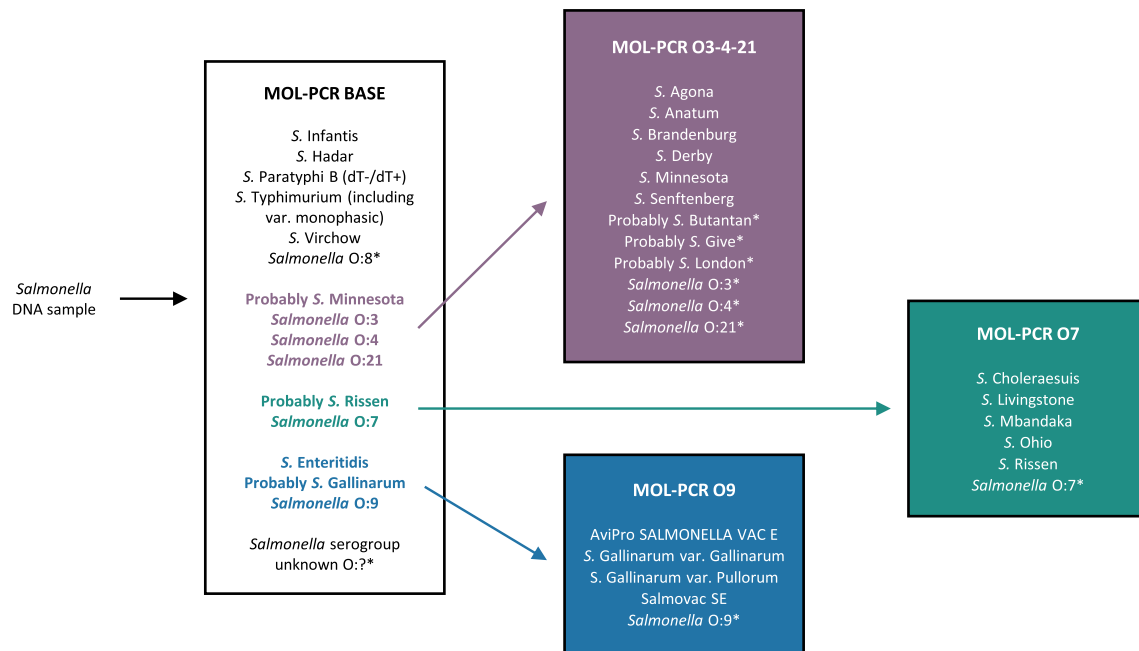 Salmonella
DNA sample
MOL-PCR BASE
S. Infantis
S. Hadar
S. Paratyphi B (dT-/dT+)
S. Typhimurium (including
var. monophasic)
S. Virchow
Salmonella O:8*
Probably S. Minnesota
Salmonella O:3
Salmonella O:4
Salmonella O:21
Probably S. Rissen
Salmonella O:7
S. Enteritidis
Probably S. Gallinarum
Salmonella O:9
Salmonella serogroup
unknown O:?*
MOL-PCR O3-4-21
S. Agona
S. Anatum
S. Brandenburg
S. Derby
S. Minnesota
S. Senftenberg
Probably S. Butantan*
Probably S. Give*
Probably S. London*
Salmonella O:3*
Salmonella O:4*
Salmonella O:21*
MOL-PCR O9
AviPro SALMONELLA VAC E
S. Gallinarum var. Gallinarum
S. Gallinarum var. Pullorum
Salmovac SE
Salmonella O:9*
MOL-PCR O7
S. Choleraesuis
S. Livingstone
S. Mbandaka
S. Ohio
S. Rissen
Salmonella O:7*